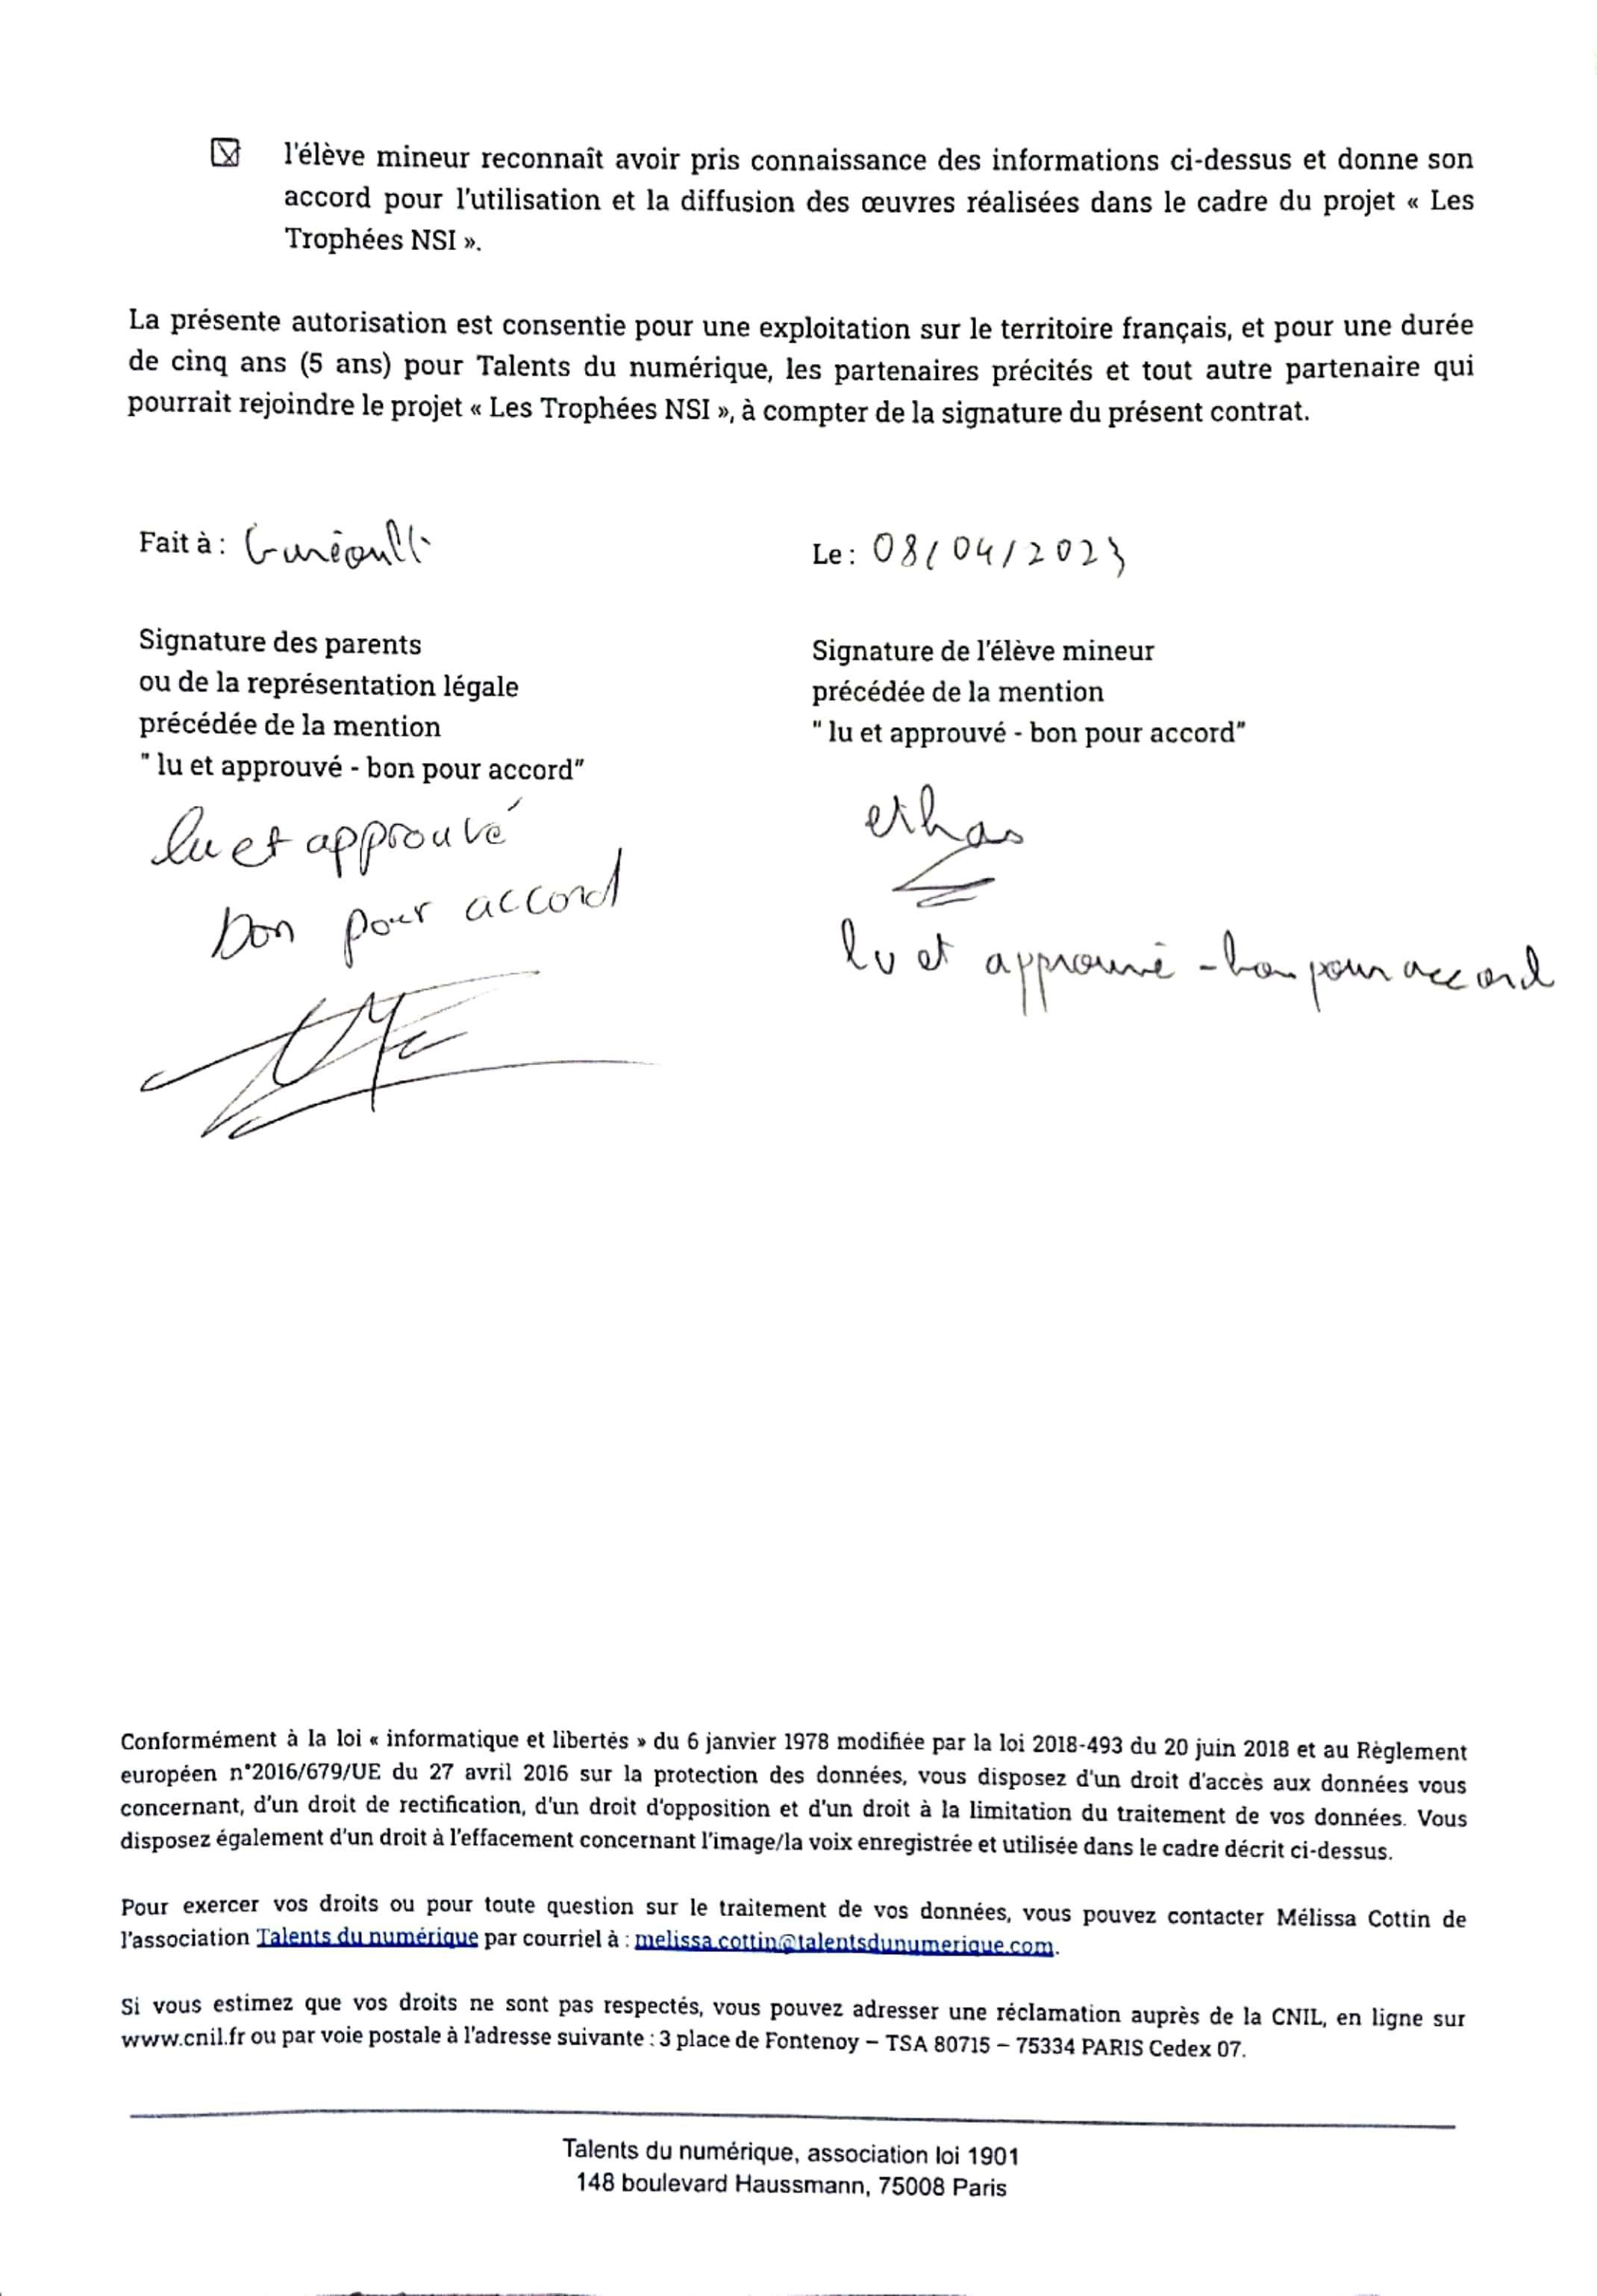 l'élève mineur reconnaît avoir pris connaissance des informations ci-dessus et donne son
accord pour l'utilisation et la diffusion des œuvres réalisées dans le cadre du projet « Les
Trophées NSI ».
La présente autorisation est consentie pour une exploitation sur le territoire français, et pour une durée
de cinq ans (5 ans) pour Talents du numérique, les partenaires précités et tout autre partenaire qui
pourrait rejoindre le projet « Les Trophées NSI », à compter de la signature du présent contrat.
Fait à :
Le : 08/04/2023
Signature des parents
ou de la représentation légale
précédée de la mention
" lu et approuvé - bon pour accord"
lu et approuvé
bon pour accord
Signature de l'élève mineur
précédée de la mention
" lu et approuvé - bon pour accord"
lu et approuvé - bon pour accord
Conformément à la loi « informatique et libertés » du 6 janvier 1978 modifiée par la loi 2018-493 du 20 juin 2018 et au Règlement
européen n°2016/679/UE du 27 avril 2016 sur la protection des données, vous disposez d'un droit d'accès aux données vous
concernant, d'un droit de rectification, d'un droit d'opposition et d'un droit à la limitation du traitement de vos données. Vous
disposez également d'un droit à l'effacement concernant l'image/la voix enregistrée et utilisée dans le cadre décrit ci-dessus.
Pour exercer vos droits ou pour toute question sur le traitement de vos données, vous pouvez contacter Mélissa Cottin de
l'association Talents du numérique par courriel à : melissa.cottin@talentsdunumerique.com.
Si vous estimez que vos droits ne sont pas respectés, vous pouvez adresser une réclamation auprès de la CNIL, en ligne sur
www.cnil.fr ou par voie postale à l'adresse suivante : 3 place de Fontenoy – TSA 80715 – 75334 PARIS Cedex 07.
Talents du numérique, association loi 1901
148 boulevard Haussmann, 75008 Paris